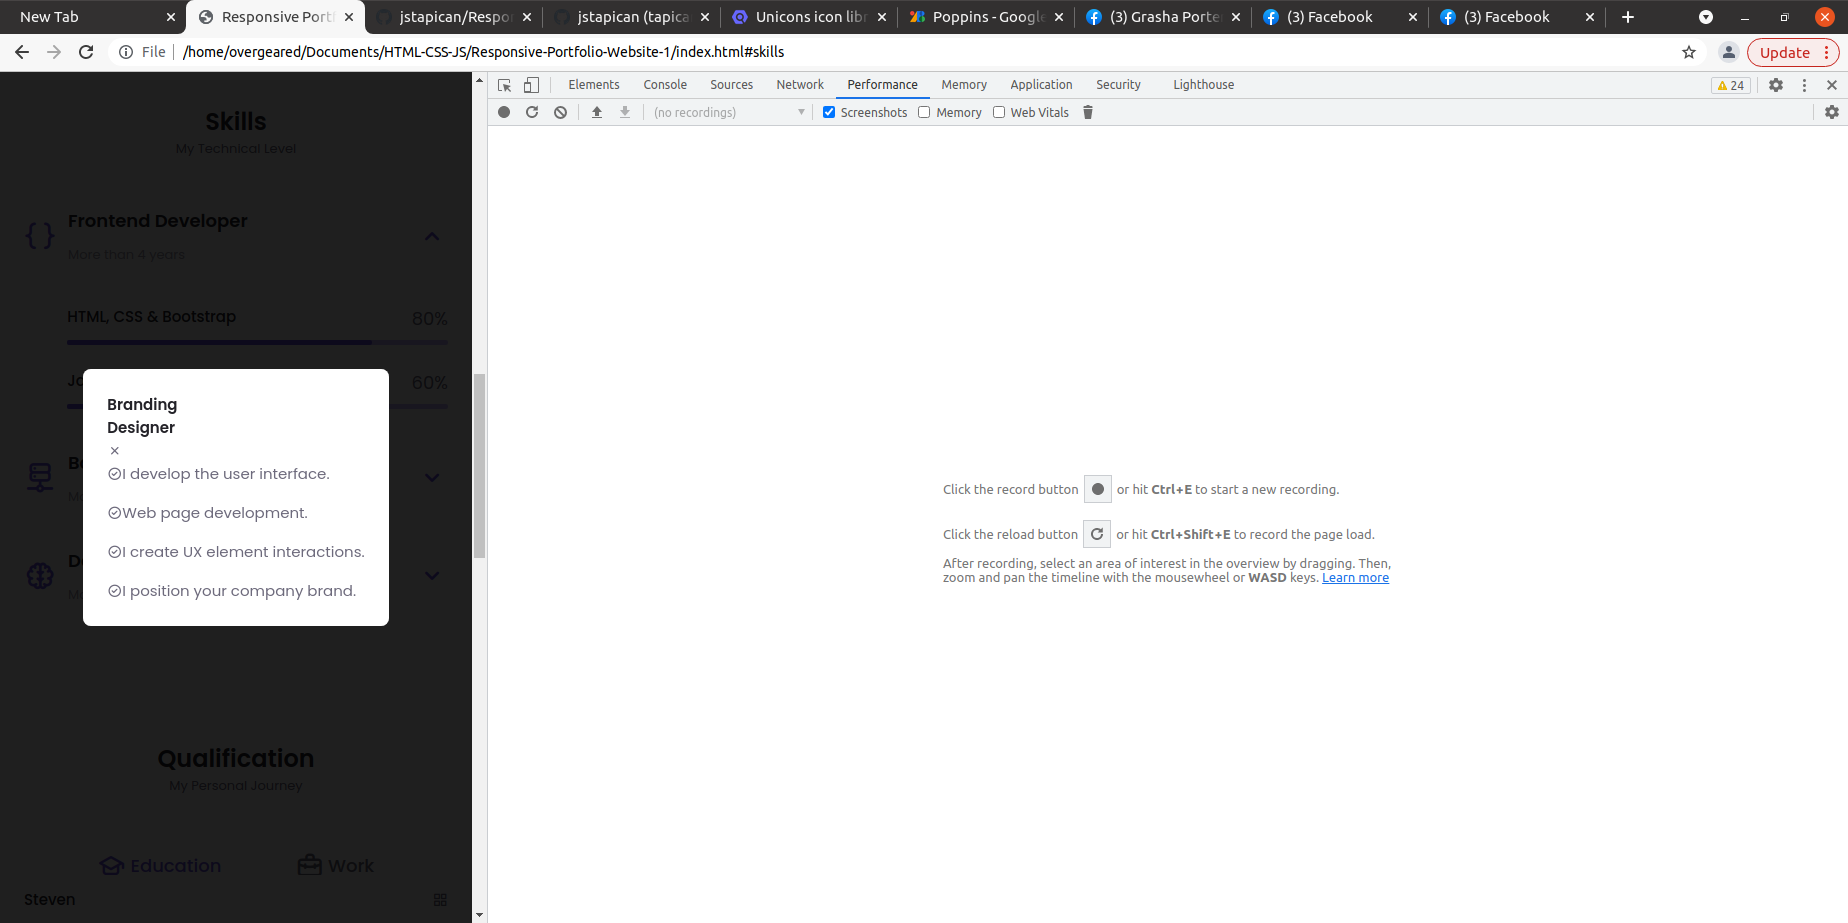 New Tab
Responsive Portf
jstapican/Respo
jstapican (tapica
Unicons icon libr
Poppins - Google
(3) Grasha Porte
(3) Facebook
(3) Facebook
File
/home/overgeared/Documents/HTML-CSS-JS/Responsive-Portfolio-Website-1/index.html#skills
Update
Elements
Console
Sources
Network
Performance
Memory
Application
Security
Lighthouse
24
(no recordings)
Screenshots
Memory
Web Vitals
Skills
My Technical Level
Frontend Developer
More than 4 years
HTML, CSS & Bootstrap
80%
60%
Branding
Designer
I develop the user interface.
Web page development.
I create UX element interactions.
I position your company brand.
Qualification
My Personal Journey
Education
Work
Steven
Click the record button or hit Ctrl+E to start a new recording.
Click the reload button or hit Ctrl+Shift+E to record the page load.
After recording, select an area of interest in the overview by dragging. Then,
zoom and pan the timeline with the mousewheel or WASD keys. Learn more